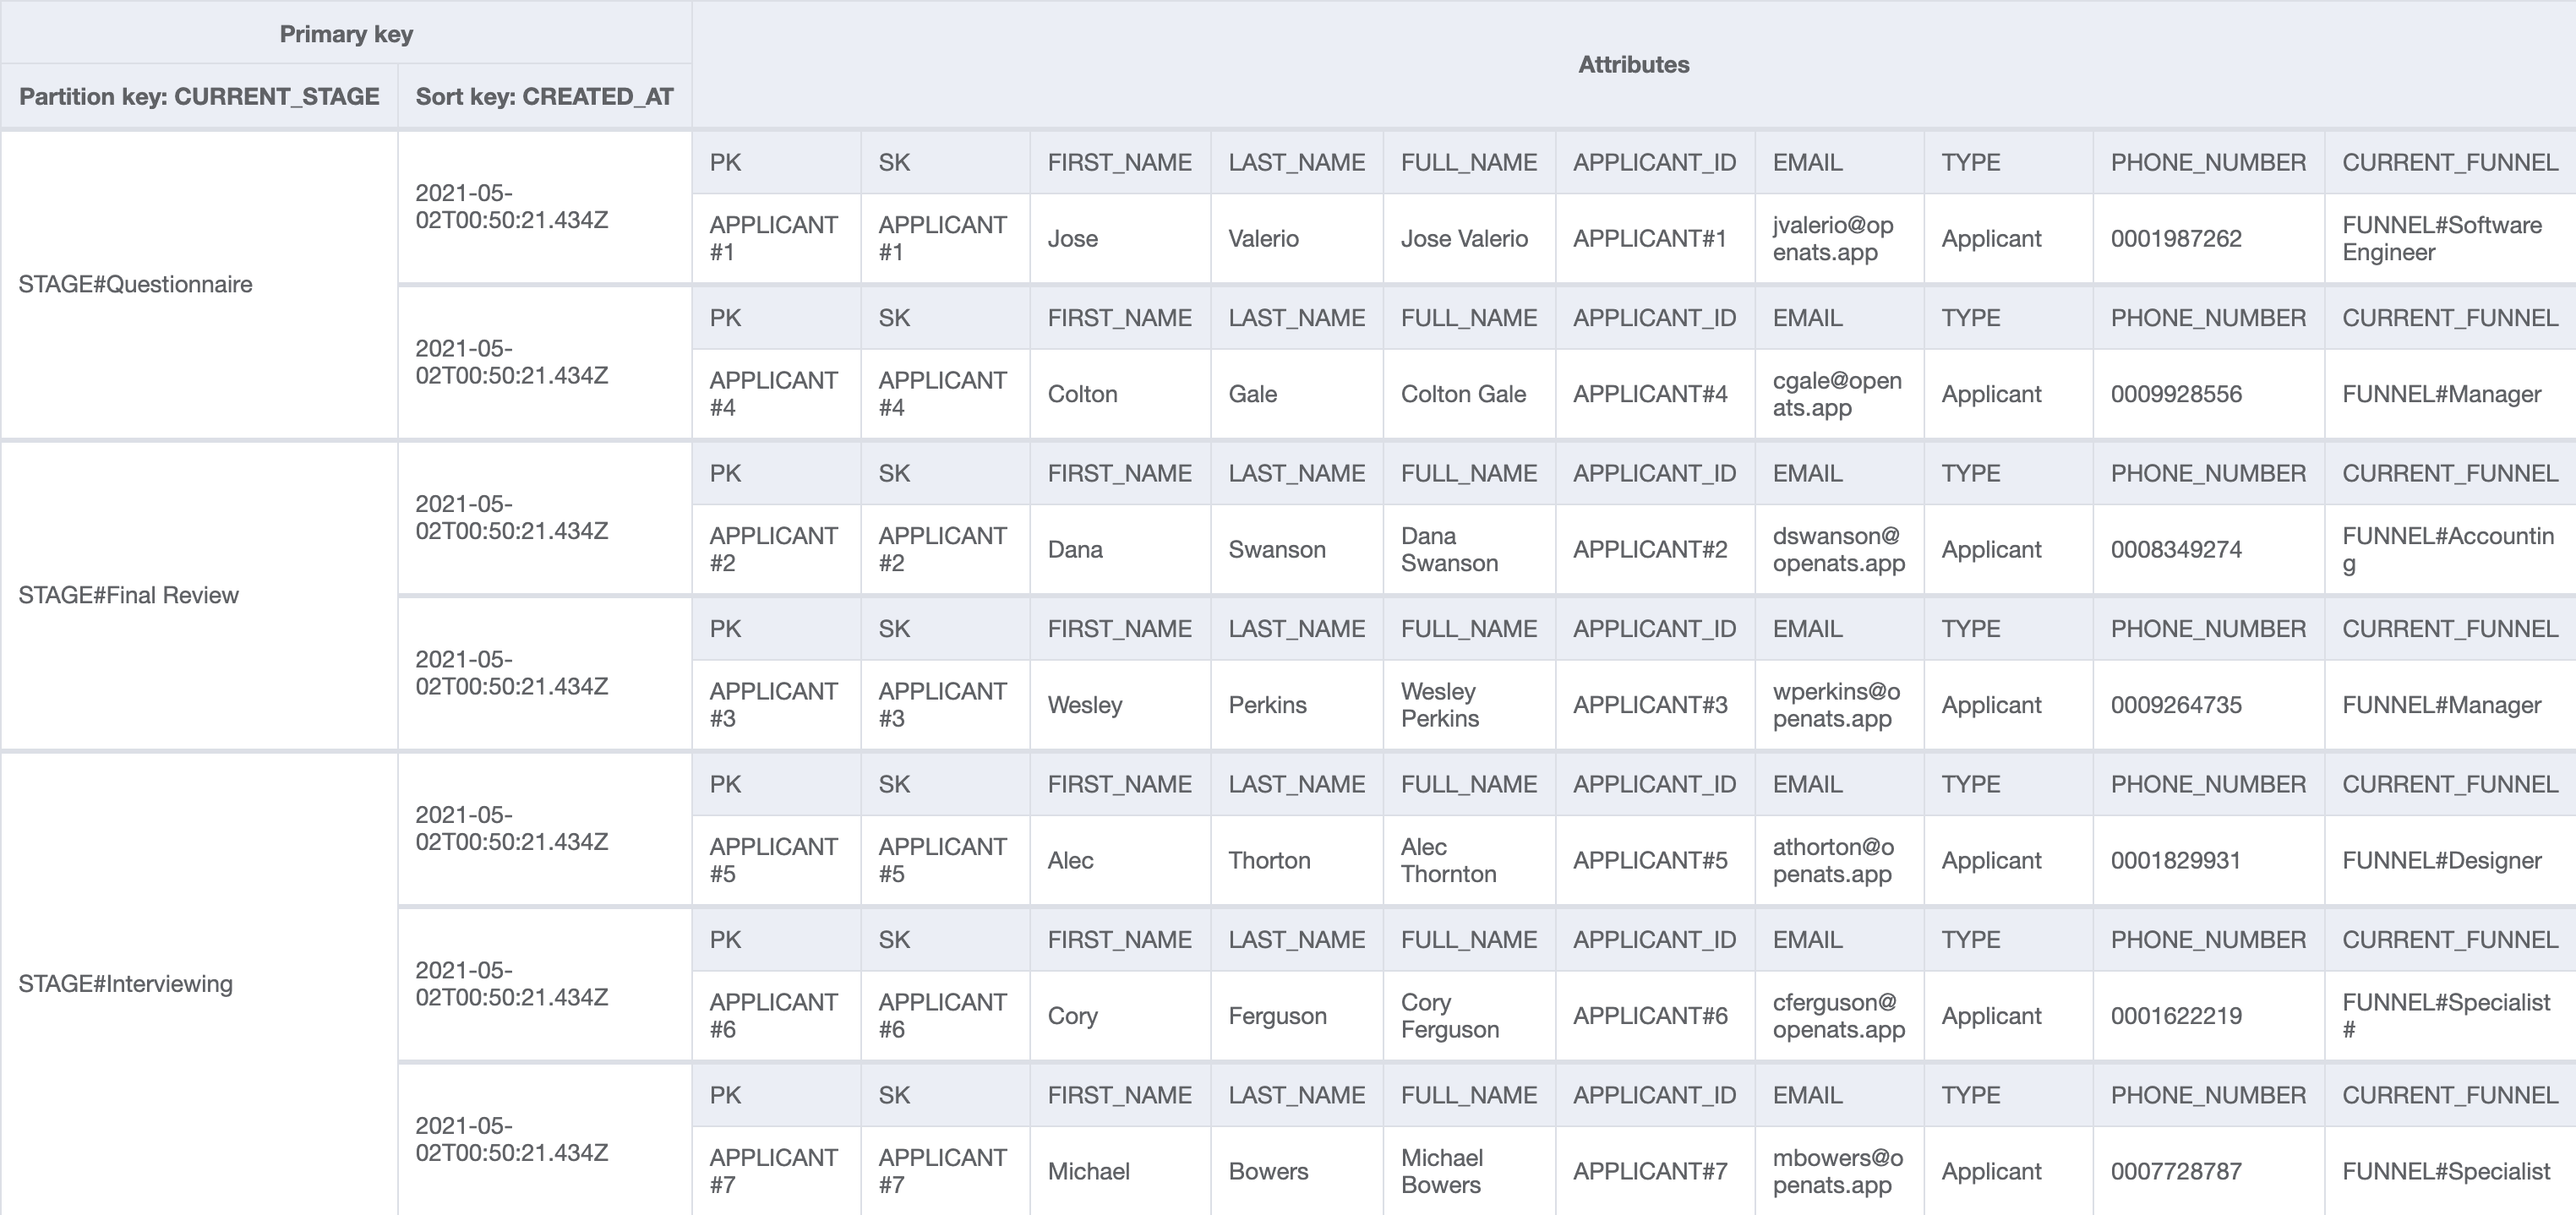 Primary key
Attributes
Partition key: CURRENT_STAGE
Sort key: CREATED_AT
STAGE#Questionnaire
2021-05-
02T00:50:21.434Z
PK
SK
FIRST_NAME
LAST_NAME
FULL_NAME
APPLICANT_ID
EMAIL
TYPE
PHONE_NUMBER
CURRENT_FUNNEL
APPLICANT
#1
APPLICANT
#1
Jose
Valerio
Jose Valerio
APPLICANT#1
jvalerio@op
enats.app
Applicant
0001987262
FUNNEL#Software
Engineer
2021-05-
02T00:50:21.434Z
PK
SK
FIRST_NAME
LAST_NAME
FULL_NAME
APPLICANT_ID
EMAIL
TYPE
PHONE_NUMBER
CURRENT_FUNNEL
APPLICANT
#4
APPLICANT
#4
Colton
Gale
Colton Gale
APPLICANT#4
cgale@open
ats.app
Applicant
0009928556
FUNNEL#Manager
STAGE#Final Review
2021-05-
02T00:50:21.434Z
PK
SK
FIRST_NAME
LAST_NAME
FULL_NAME
APPLICANT_ID
EMAIL
TYPE
PHONE_NUMBER
CURRENT_FUNNEL
APPLICANT
#2
APPLICANT
#2
Dana
Swanson
Dana
Swanson
APPLICANT#2
dswanson@
openats.app
Applicant
0008349274
FUNNEL#Accountin
g
2021-05-
02T00:50:21.434Z
PK
SK
FIRST_NAME
LAST_NAME
FULL_NAME
APPLICANT_ID
EMAIL
TYPE
PHONE_NUMBER
CURRENT_FUNNEL
APPLICANT
#3
APPLICANT
#3
Wesley
Perkins
Wesley
Perkins
APPLICANT#3
wperkins@o
penats.app
Applicant
0009264735
FUNNEL#Manager
STAGE#Interviewing
2021-05-
02T00:50:21.434Z
PK
SK
FIRST_NAME
LAST_NAME
FULL_NAME
APPLICANT_ID
EMAIL
TYPE
PHONE_NUMBER
CURRENT_FUNNEL
APPLICANT
#5
APPLICANT
#5
Alec
Thorton
Alec
Thornton
APPLICANT#5
athorton@o
penats.app
Applicant
0001829931
FUNNEL#Designer
2021-05-
02T00:50:21.434Z
PK
SK
FIRST_NAME
LAST_NAME
FULL_NAME
APPLICANT_ID
EMAIL
TYPE
PHONE_NUMBER
CURRENT_FUNNEL
APPLICANT
#6
APPLICANT
#6
Cory
Ferguson
Cory
Ferguson
APPLICANT#6
cferguson@
openats.app
Applicant
0001622219
FUNNEL#Specialist
#
2021-05-
02T00:50:21.434Z
PK
SK
FIRST_NAME
LAST_NAME
FULL_NAME
APPLICANT_ID
EMAIL
TYPE
PHONE_NUMBER
CURRENT_FUNNEL
APPLICANT
#7
APPLICANT
#7
Michael
Bowers
Michael
Bowers
APPLICANT#7
mbowers@o
penats.app
Applicant
0007728787
FUNNEL#Specialist